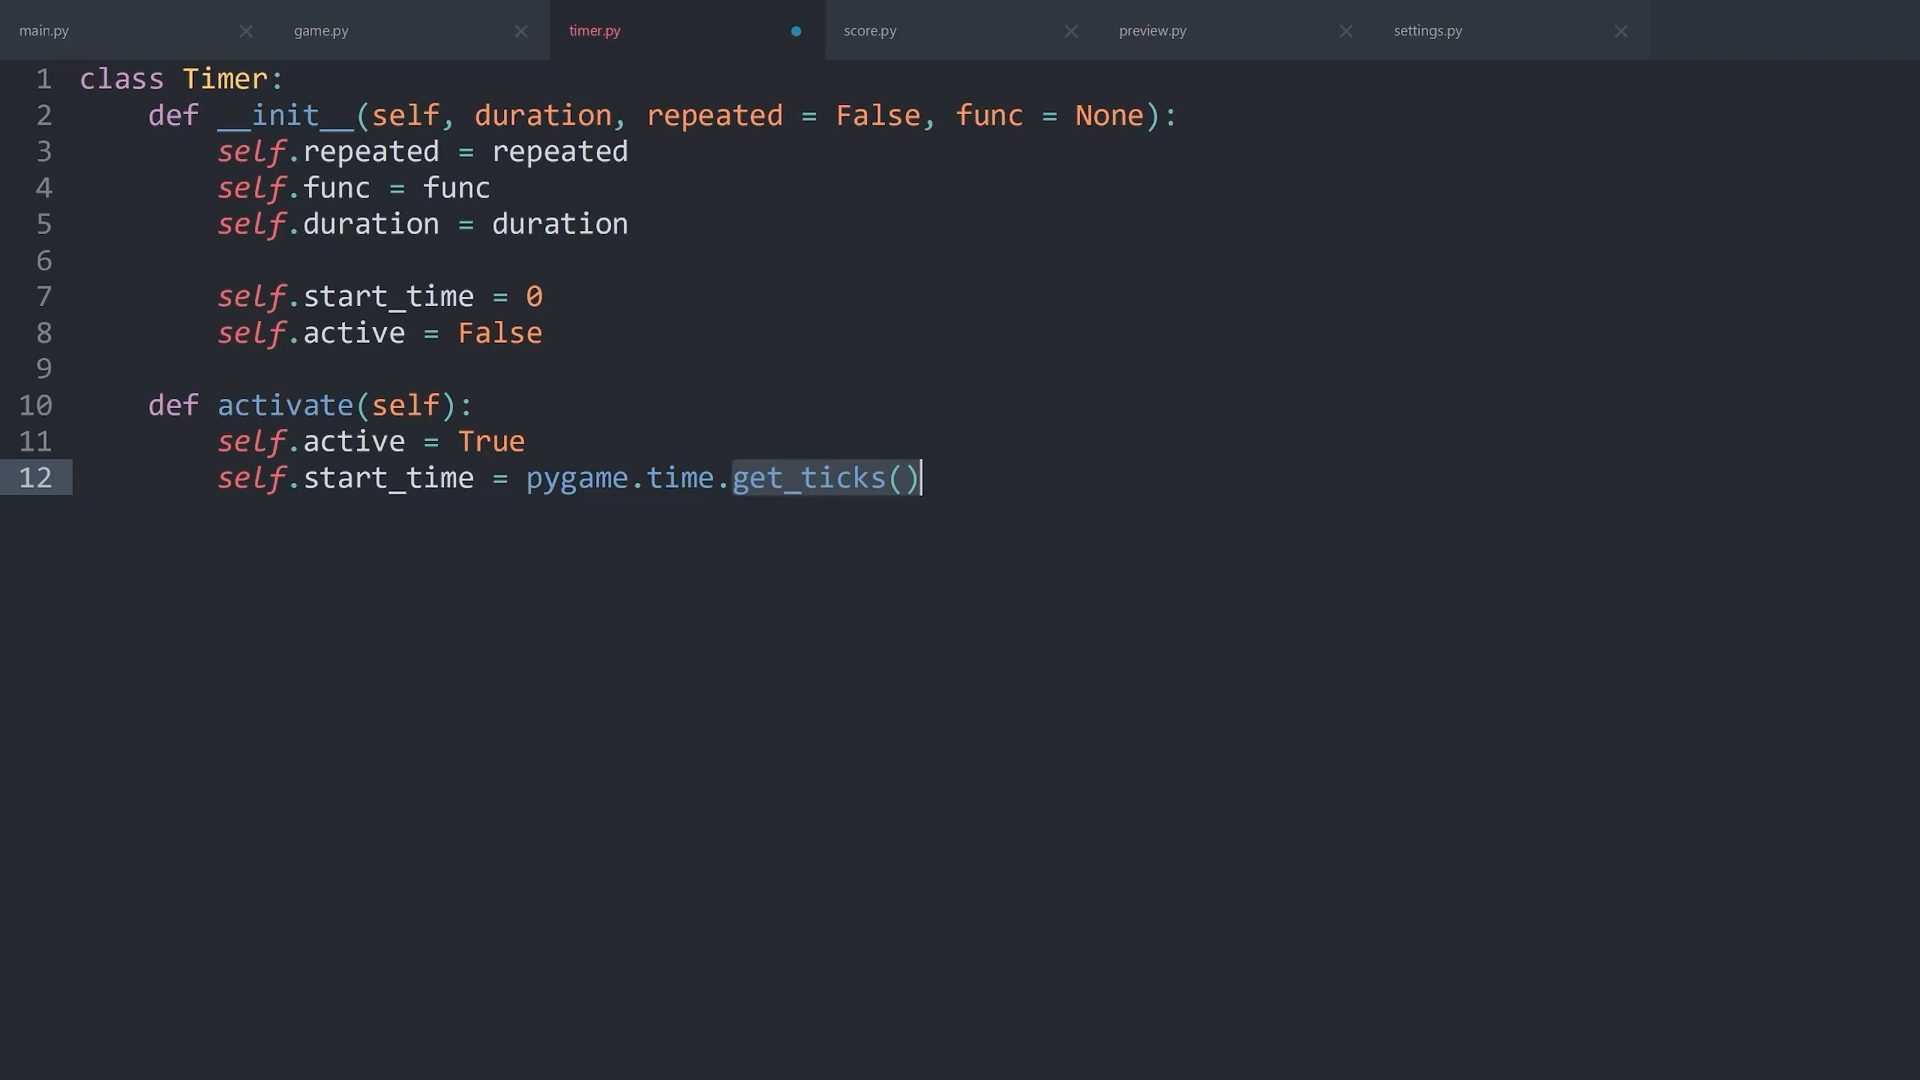 main.py × game.py × timer.py score.py × preview.py × settings.py ×
1 class Timer:
2 def __init__(self, duration, repeated = False, func = None):
3 self.repeated = repeated
4 self.func = func
5 self.duration = duration
6
7 self.start_time = 0
8 self.active = False
9
10 def activate(self):
11 self.active = True
12 self.start_time = pygame.time.get_ticks()